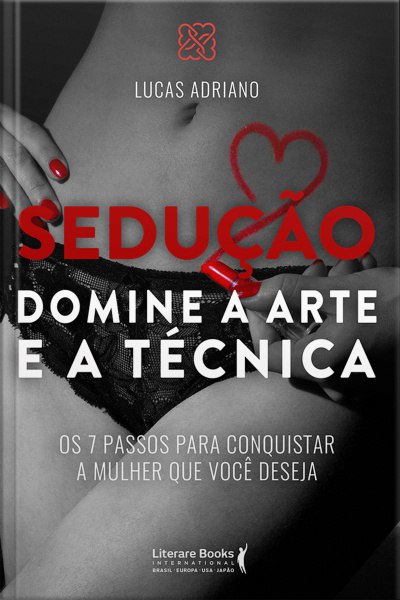 LUCAS ADRIANO
SEDUÇÃO
DOMINE A ARTE
E A TÉCNICA
OS 7 PASSOS PARA CONQUISTAR
A MULHER QUE VOCÊ DESEJA
Literare Books
INTERNATIONAL
BRASIL · EUROPA · USA · JAPÃO